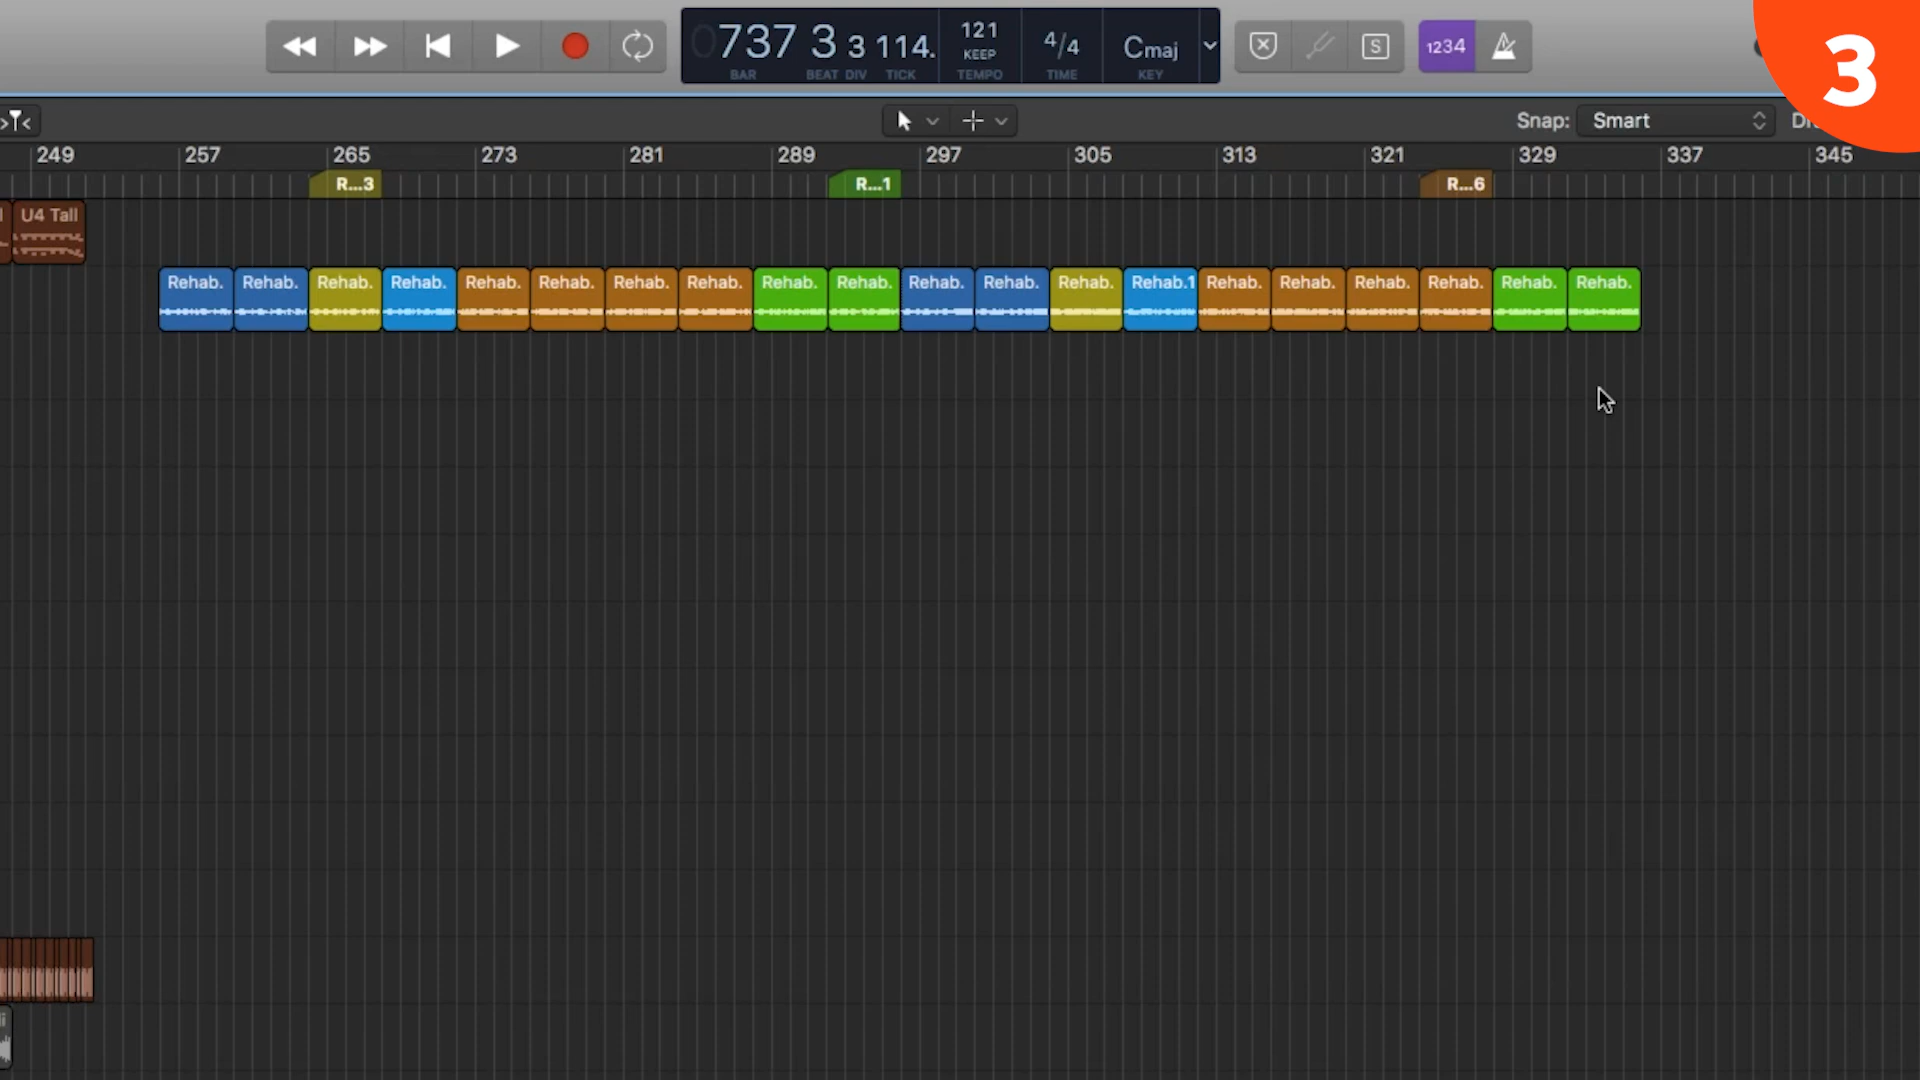 737 3 3 114.
BAR BEAT DIV TICK
121
KEEP
TEMPO
4/4
TIME
Cmaj
KEY
S
1234
3
Snap: Smart
249 257 265 273 281 289 297 305 313 321 329 337 345
R...3 R...1 R...6
U4 Tall
Rehab. Rehab. Rehab. Rehab. Rehab. Rehab. Rehab. Rehab. Rehab. Rehab. Rehab. Rehab. Rehab. Rehab.1 Rehab. Rehab. Rehab. Rehab. Rehab. Rehab.